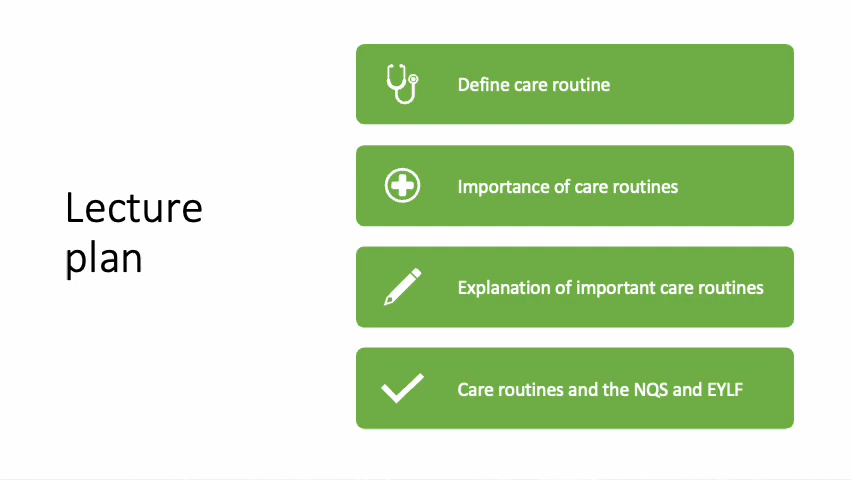 Lecture
plan
Define care routine
Importance of care routines
Explanation of important care routines
Care routines and the NQS and EYLF